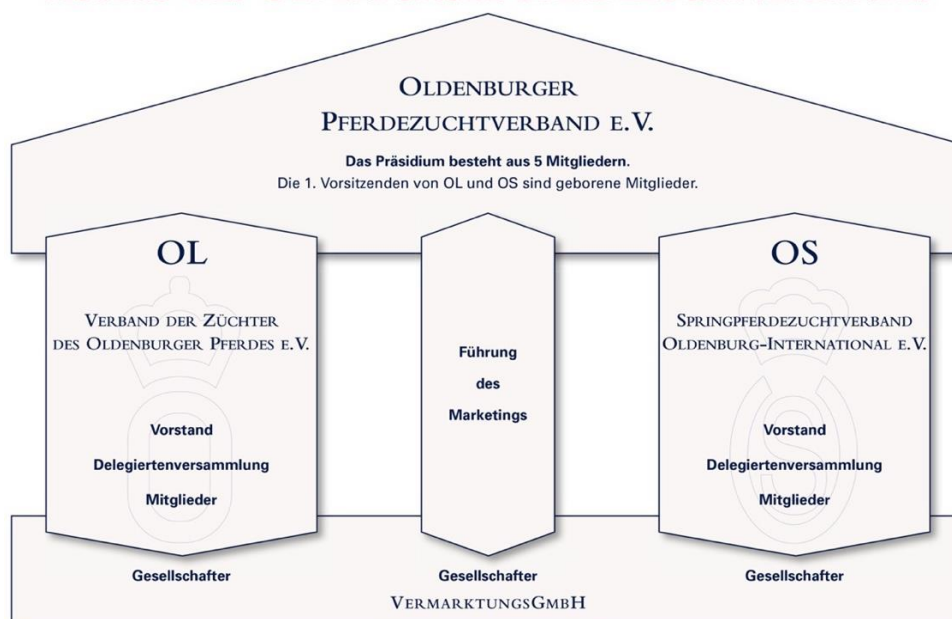 OLDENBURGER
PFERDEZUCHTVERBAND E.V.
Das Präsidium besteht aus 5 Mitgliedern.
Die 1. Vorsitzenden von OL und OS sind geborene Mitglieder.
OL
VERBAND DER ZÜCHTER
DES OLDENBURGER PFERDES E.V.
Vorstand
Delegiertenversammlung
Mitglieder
Gesellschafter
Führung
des
Marketings
Gesellschafter
OS
SPRINGPFERDEZUCHTVERBAND
OLDENBURG-INTERNATIONAL E.V.
Vorstand
Delegiertenversammlung
Mitglieder
Gesellschafter
VERMARKTUNGSGMBH